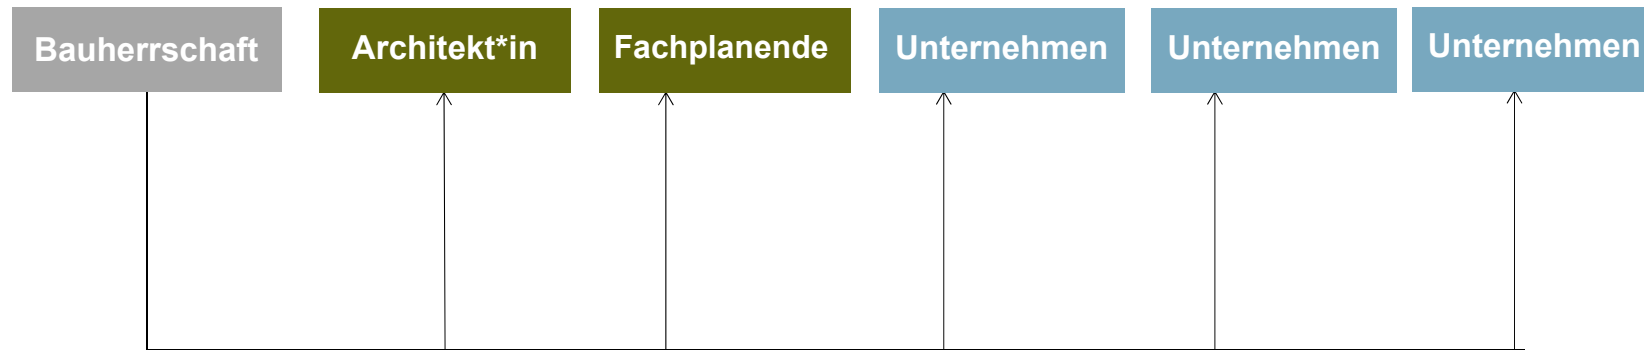 Bauherrschaft
Architekt*in
Fachplanende
Unternehmen
Unternehmen
Unternehmen